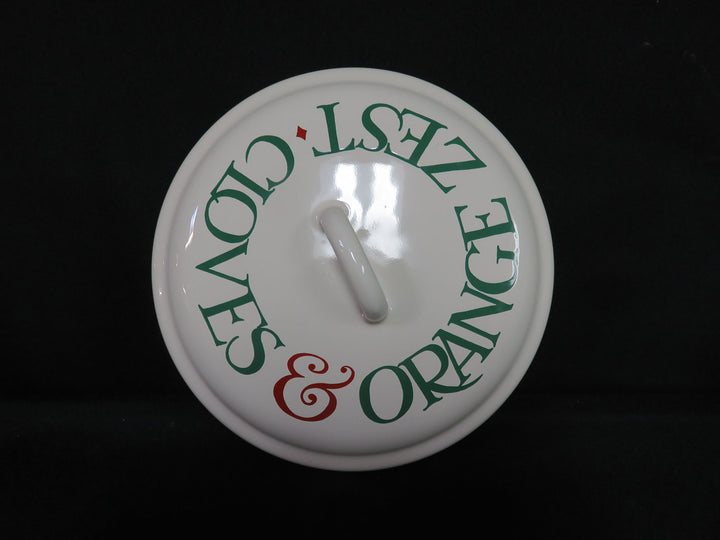 CLOVES & ORANGE ZEST ♦